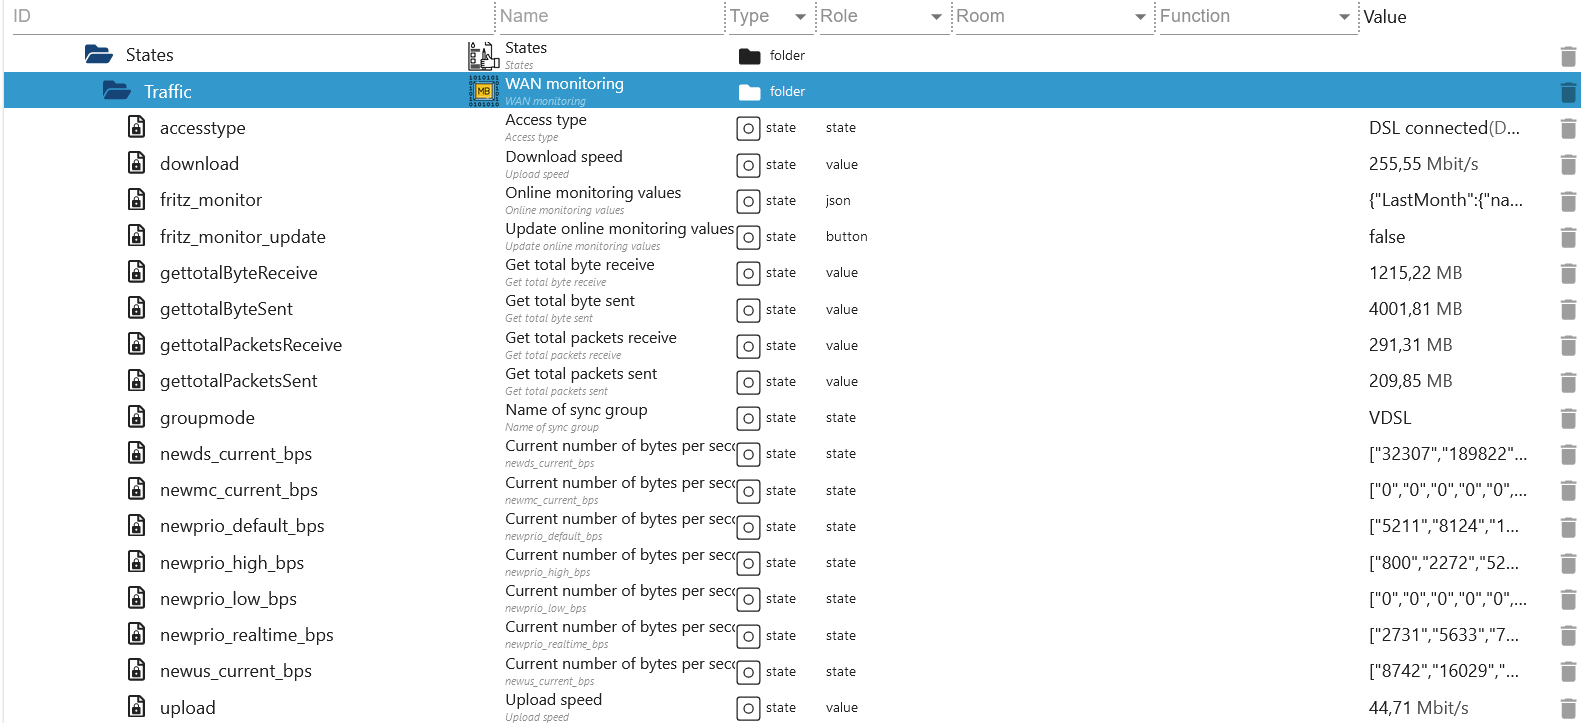 ID Name Type Role Room Function Value
States States folder
States
Traffic WAN monitoring folder
WAN monitoring
accesstype Access type state state DSL connected(D...
Access type
download Download speed state value 255,55 Mbit/s
Upload speed
fritz_monitor Online monitoring values state json {"LastMonth":{"na...
Online monitoring values
fritz_monitor_update Update online monitoring values state button false
Update online monitoring values
gettotalByteReceive Get total byte receive state value 1215,22 MB
Get total byte receive
gettotalByteSent Get total byte sent state value 4001,81 MB
Get total byte sent
gettotalPacketsReceive Get total packets receive state value 291,31 MB
Get total packets receive
gettotalPacketsSent Get total packets sent state value 209,85 MB
Get total packets sent
groupmode Name of sync group state state VDSL
Name of sync group
newds_current_bps Current number of bytes per sec state state ["32307","189822"...
newds_current_bps
newmc_current_bps Current number of bytes per sec state state ["0","0","0","0","0",...
newmc_current_bps
newprio_default_bps Current number of bytes per sec state state ["5211","8124","1...
newprio_default_bps
newprio_high_bps Current number of bytes per sec state state ["800","2272","52...
newprio_high_bps
newprio_low_bps Current number of bytes per sec state state ["0","0","0","0","0",...
newprio_low_bps
newprio_realtime_bps Current number of bytes per sec state state ["2731","5633","7...
newprio_realtime_bps
newus_current_bps Current number of bytes per sec state state ["8742","16029","...
newus_current_bps
upload Upload speed state value 44,71 Mbit/s
Upload speed